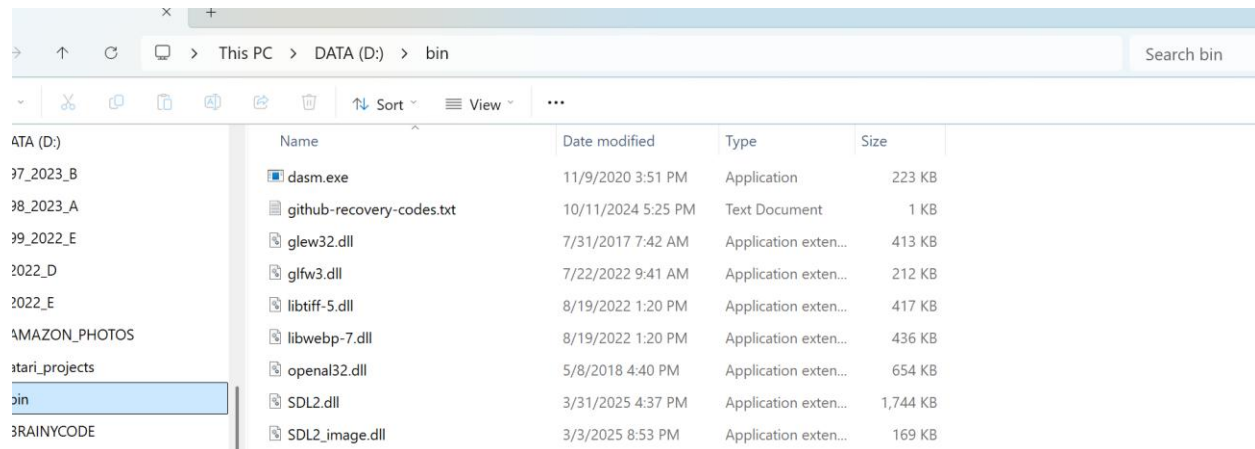 This PC > DATA (D:) > bin
Search bin
Sort
View
ATA (D:)
97_2023_B
98_2023_A
99_2022_E
2022_D
2022_E
AMAZON_PHOTOS
atari_projects
bin
BRAINYCODE
Name Date modified Type Size
dasm.exe 11/9/2020 3:51 PM Application 223 KB
github-recovery-codes.txt 10/11/2024 5:25 PM Text Document 1 KB
glew32.dll 7/31/2017 7:42 AM Application exten... 413 KB
glfw3.dll 7/22/2022 9:41 AM Application exten... 212 KB
libtiff-5.dll 8/19/2022 1:20 PM Application exten... 417 KB
libwebp-7.dll 8/19/2022 1:20 PM Application exten... 436 KB
openal32.dll 5/8/2018 4:40 PM Application exten... 654 KB
SDL2.dll 3/31/2025 4:37 PM Application exten... 1,744 KB
SDL2_image.dll 3/3/2025 8:53 PM Application exten... 169 KB